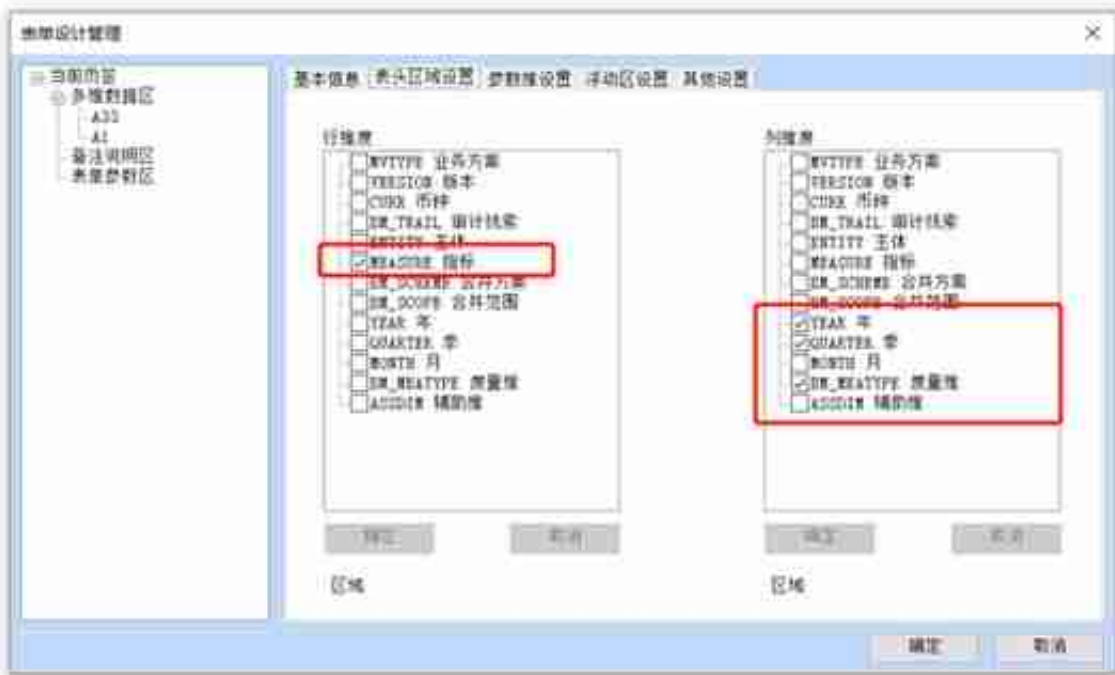 表单设计管理
当前页签
多维数据区
A33
A1
备注说明区
表单参数区
基本信息 表头区域设置 参数维设置 浮动区设置 其他设置
行维度
MVTYPE 业务方案
VERSION 版本
CURR 币种
DM_TRAIL 审计线索
ENTITY 主体
MEASURE 指标
DM_SCHEME 合并方案
DM_SCOPE 合并范围
YEAR 年
QUARTER 季
MONTH 月
DM_MEATYPE 度量维
ASSDIM 辅助维
确定 取消
区域
列维度
MVTYPE 业务方案
VERSION 版本
CURR 币种
DM_TRAIL 审计线索
ENTITY 主体
MEASURE 指标
DM_SCHEME 合并方案
DM_SCOPE 合并范围
YEAR 年
QUARTER 季
MONTH 月
DM_MEATYPE 度量维
ASSDIM 辅助维
确定 取消
区域
确定 取消